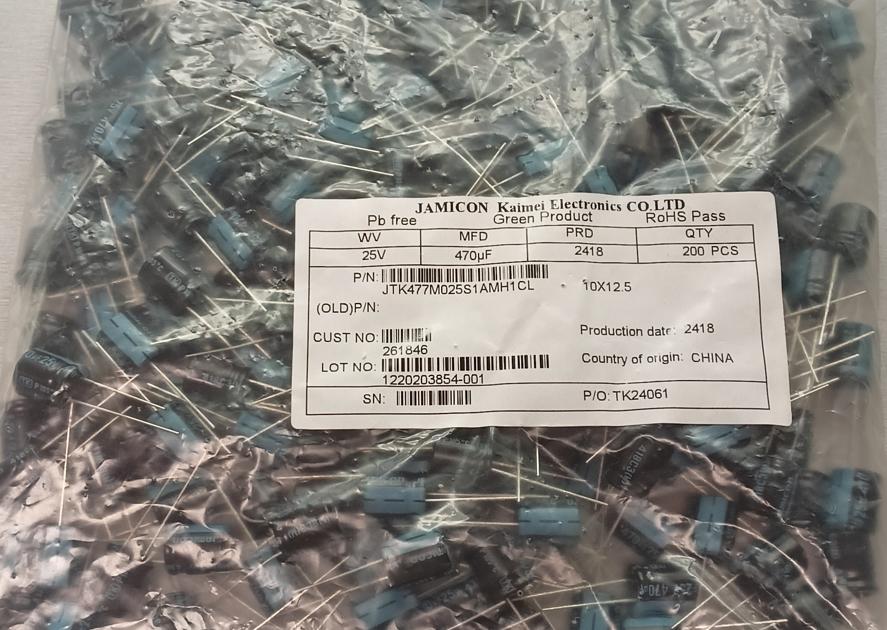 JAMICON Kaimei Electronics CO.LTD
Pb free Green Product RoHS Pass
WV MFD PRD QTY
25V 470µF 2418 200 PCS
P/N:
JTK477M025S1AMH1CL 10X12.5
(OLD)P/N:
CUST NO: Production date: 2418
261846
LOT NO: Country of origin: CHINA
1220203854-001
SN: P/O: TK24061